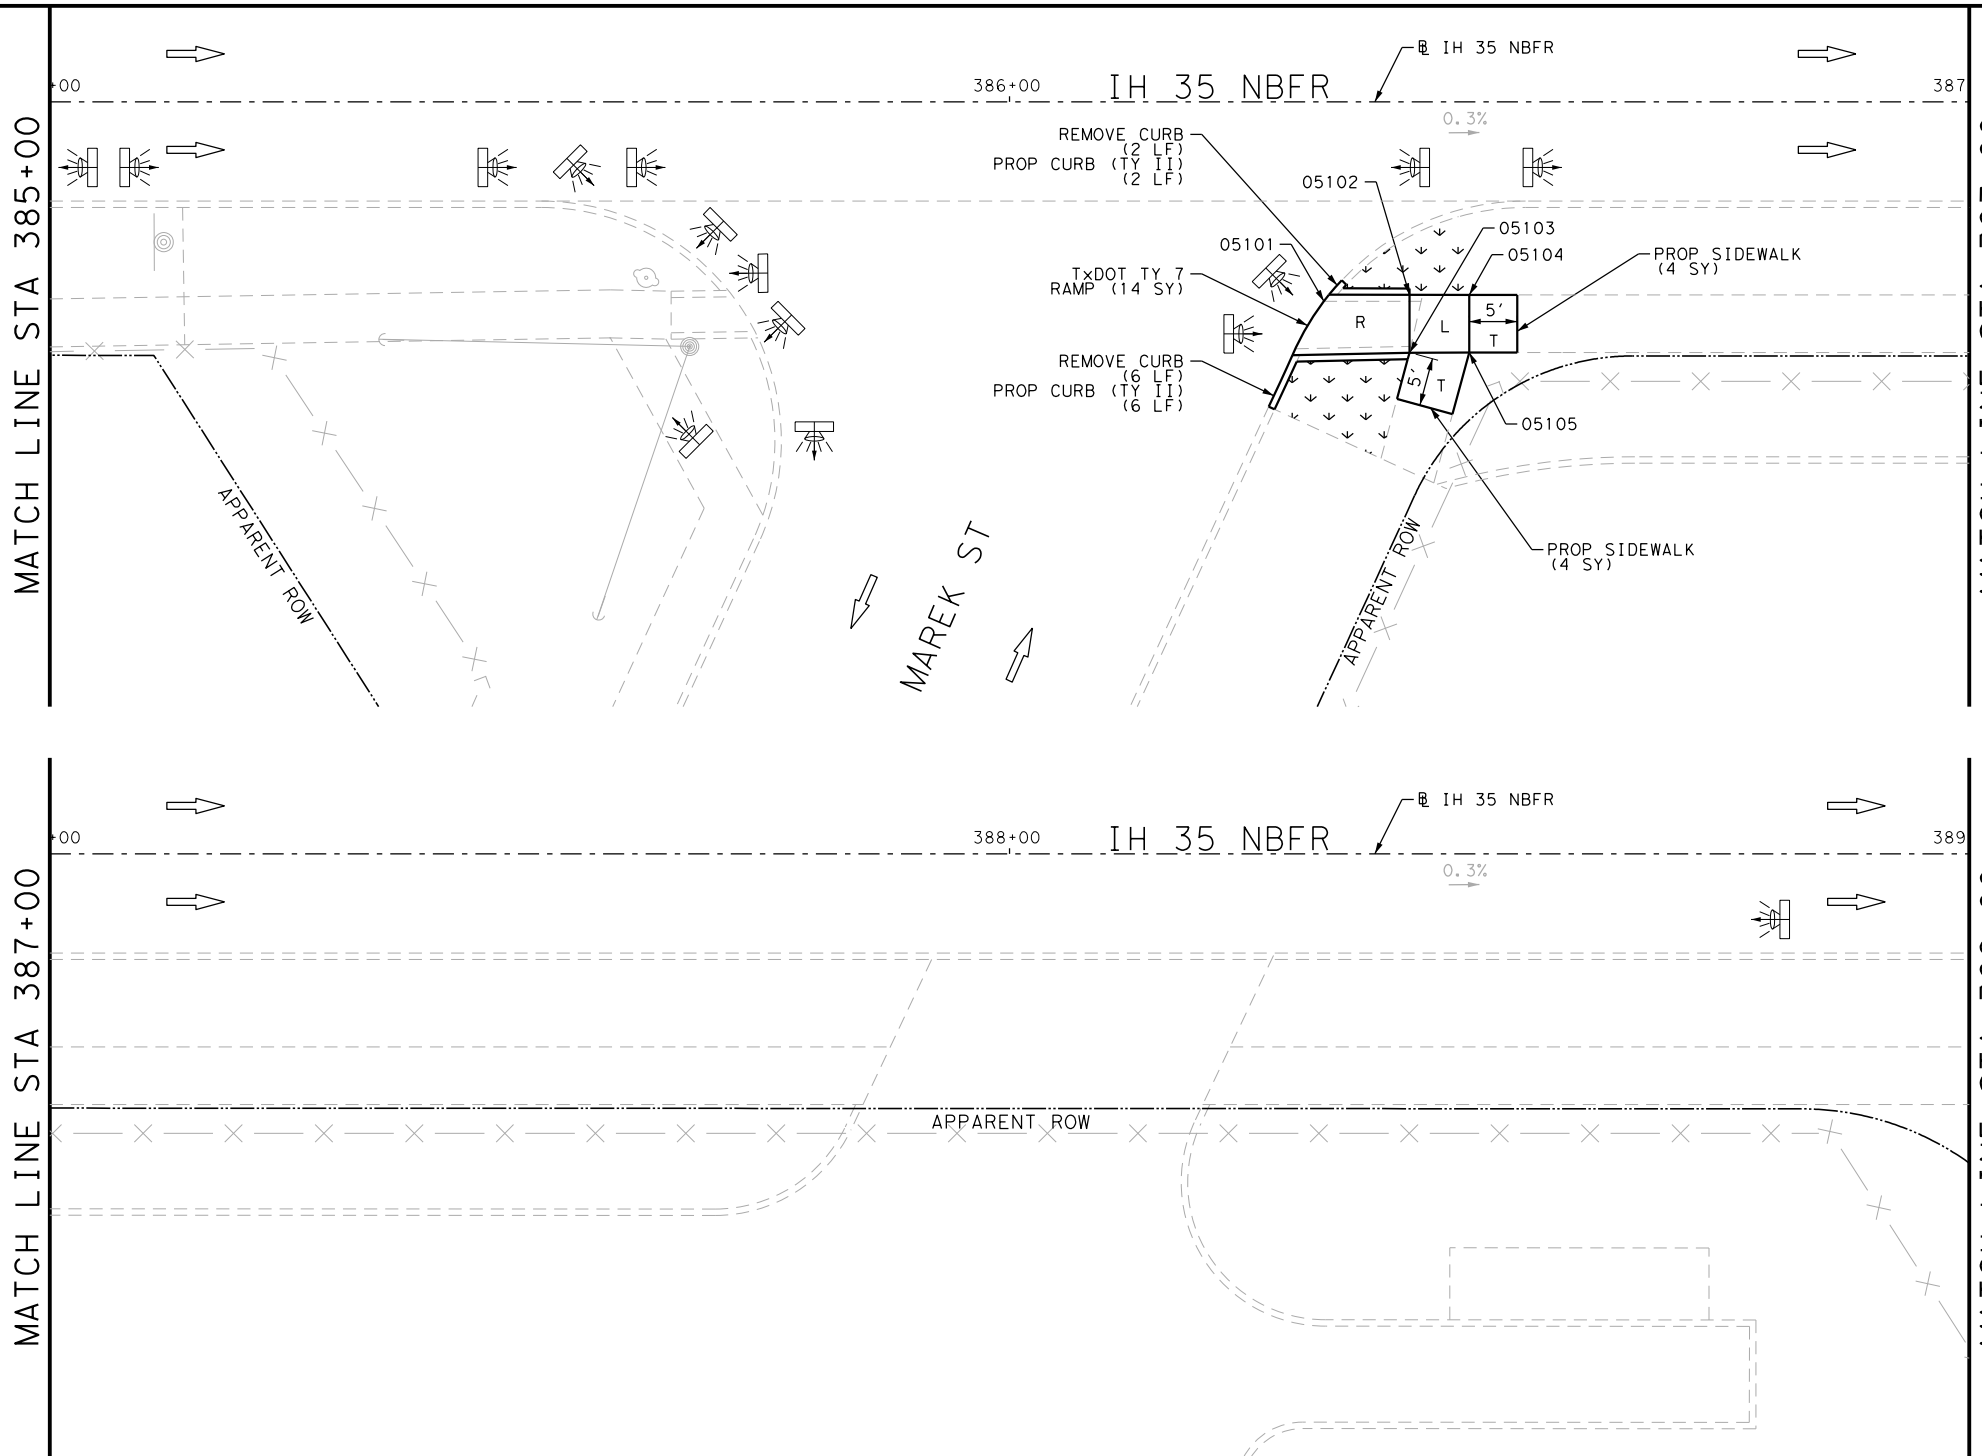 MATCH LINE STA 385+00
+00
386+00
IH 35 NBFR
℄ IH 35 NBFR
387
0.3%
REMOVE CURB
(2 LF)
PROP CURB (TY II)
(2 LF)
05102
05101
05103
05104
PROP SIDEWALK
(4 SY)
TxDOT TY 7
RAMP (14 SY)
R
L
5'
T
5'
T
REMOVE CURB
(6 LF)
PROP CURB (TY II)
(6 LF)
05105
PROP SIDEWALK
(4 SY)
APPARENT ROW
MAREK ST
APPARENT ROW
MATCH LINE STA 387+00
+00
388+00
IH 35 NBFR
℄ IH 35 NBFR
389
0.3%
APPARENT ROW